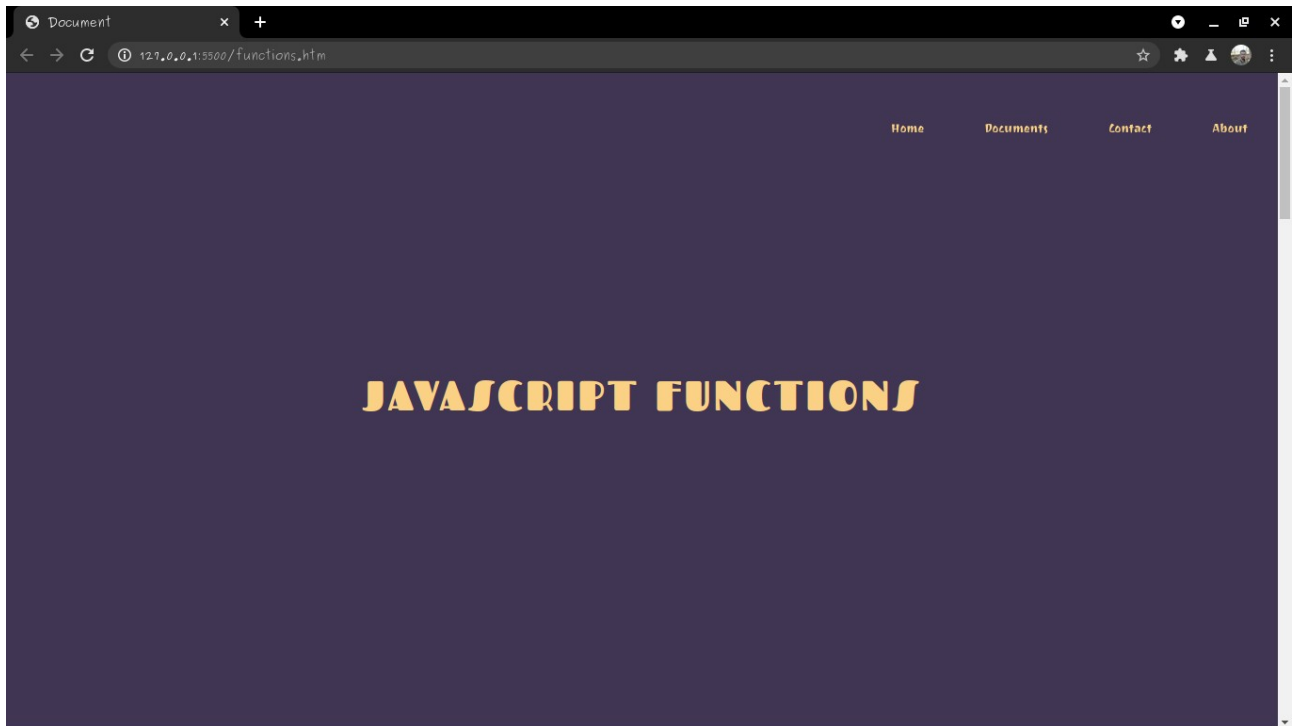 Document
127.0.0.1:5500/functions.htm
Home Documents Contact About
JAVASCRIPT FUNCTIONS